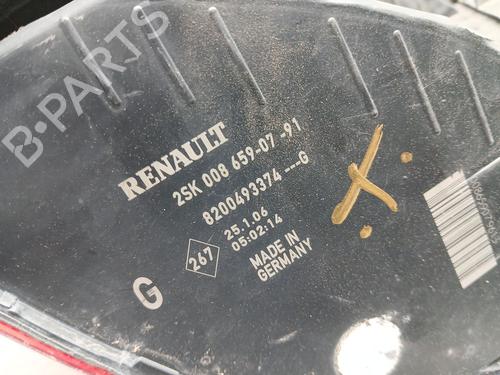 B-PARTS
RENAULT
2SK 008 659-07-91
8200493374---G
25.1.06
05:02:14
267
MADE IN
GERMANY
G